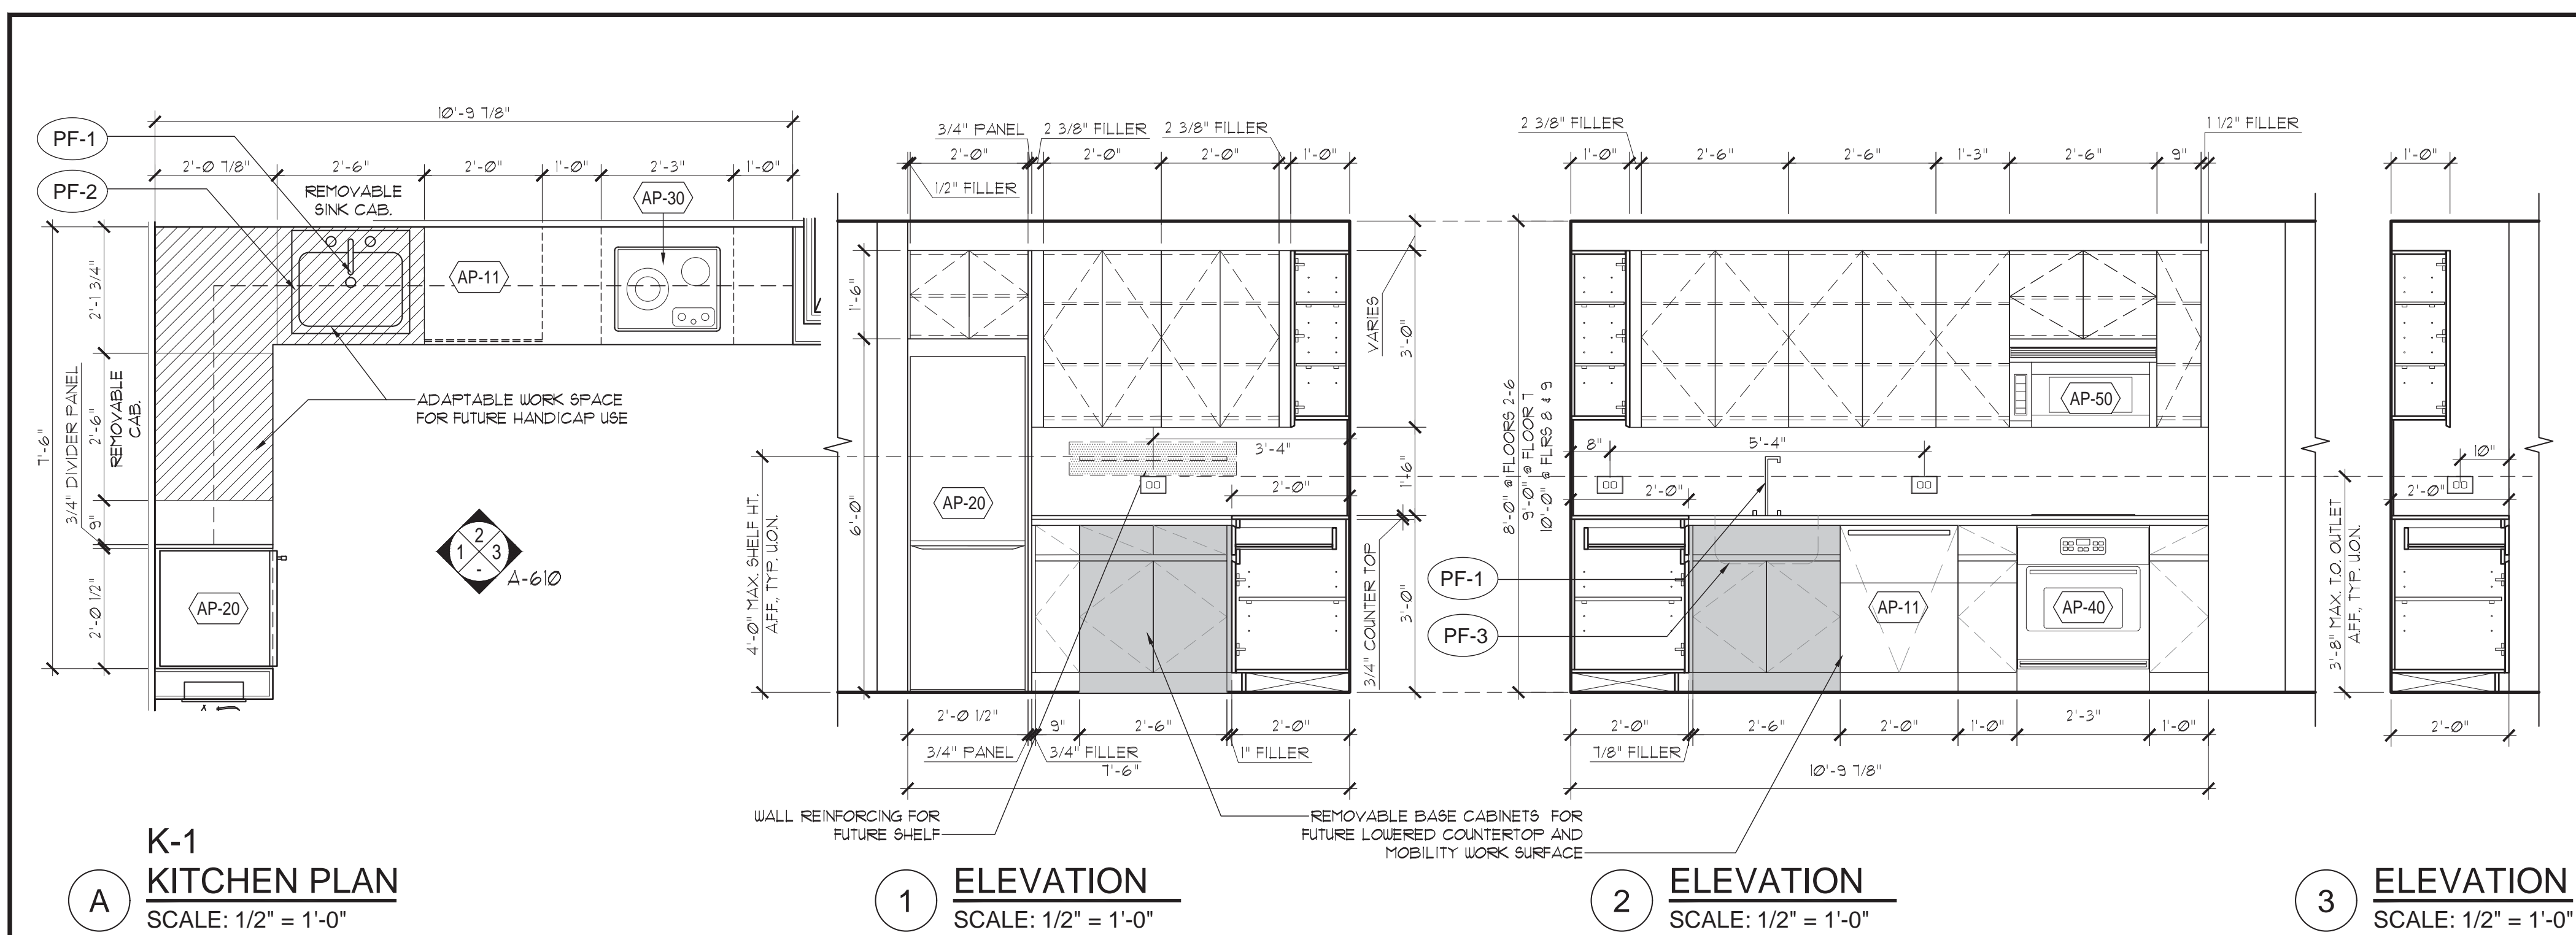 PF-1
PF-2
10'-9 7/8"
2'-0 7/8"
2'-6"
2'-0"
1'-0"
2'-3"
1'-0"
REMOVABLE
SINK CAB.
AP-30
AP-11
7'-6"
2'-1 3/4"
2'-6"
9"
2'-0 1/2"
3/4" DIVIDER PANEL
REMOVABLE
CAB.
ADAPTABLE WORK SPACE
FOR FUTURE HANDICAP USE
1
2
3
-
A-610
AP-20
K-1
A
KITCHEN PLAN
SCALE: 1/2" = 1'-0"
3/4" PANEL
2 3/8" FILLER
2 3/8" FILLER
2'-0"
2'-0"
2'-0"
1'-0"
1/2" FILLER
1'-6"
6'-0"
4'-0" MAX. SHELF HT.
A.F.F., TYP. U.O.N.
AP-20
3'-4"
2'-0"
VARIES
3'-0"
1'-6"
3'-0"
3/4" COUNTER TOP
2'-0 1/2"
9"
2'-6"
2'-0"
3/4" PANEL
3/4" FILLER
1" FILLER
7'-6"
WALL REINFORCING FOR
FUTURE SHELF
REMOVABLE BASE CABINETS FOR
FUTURE LOWERED COUNTERTOP AND
MOBILITY WORK SURFACE
1
ELEVATION
SCALE: 1/2" = 1'-0"
2 3/8" FILLER
1 1/2" FILLER
1'-0"
2'-6"
2'-6"
1'-3"
2'-6"
9"
8'-0" @ FLOORS 2-6
9'-0" @ FLOOR 7
10'-0" @ FLRS 8 & 9
AP-50
8"
5'-4"
2'-0"
PF-1
PF-3
AP-11
AP-40
3'-8" MAX. T.O. OUTLET
A.F.F., TYP. U.O.N.
2'-0"
2'-6"
2'-0"
1'-0"
2'-3"
1'-0"
7/8" FILLER
10'-9 7/8"
2
ELEVATION
SCALE: 1/2" = 1'-0"
1'-0"
10"
2'-0"
2'-0"
3
ELEVATION
SCALE: 1/2" = 1'-0"